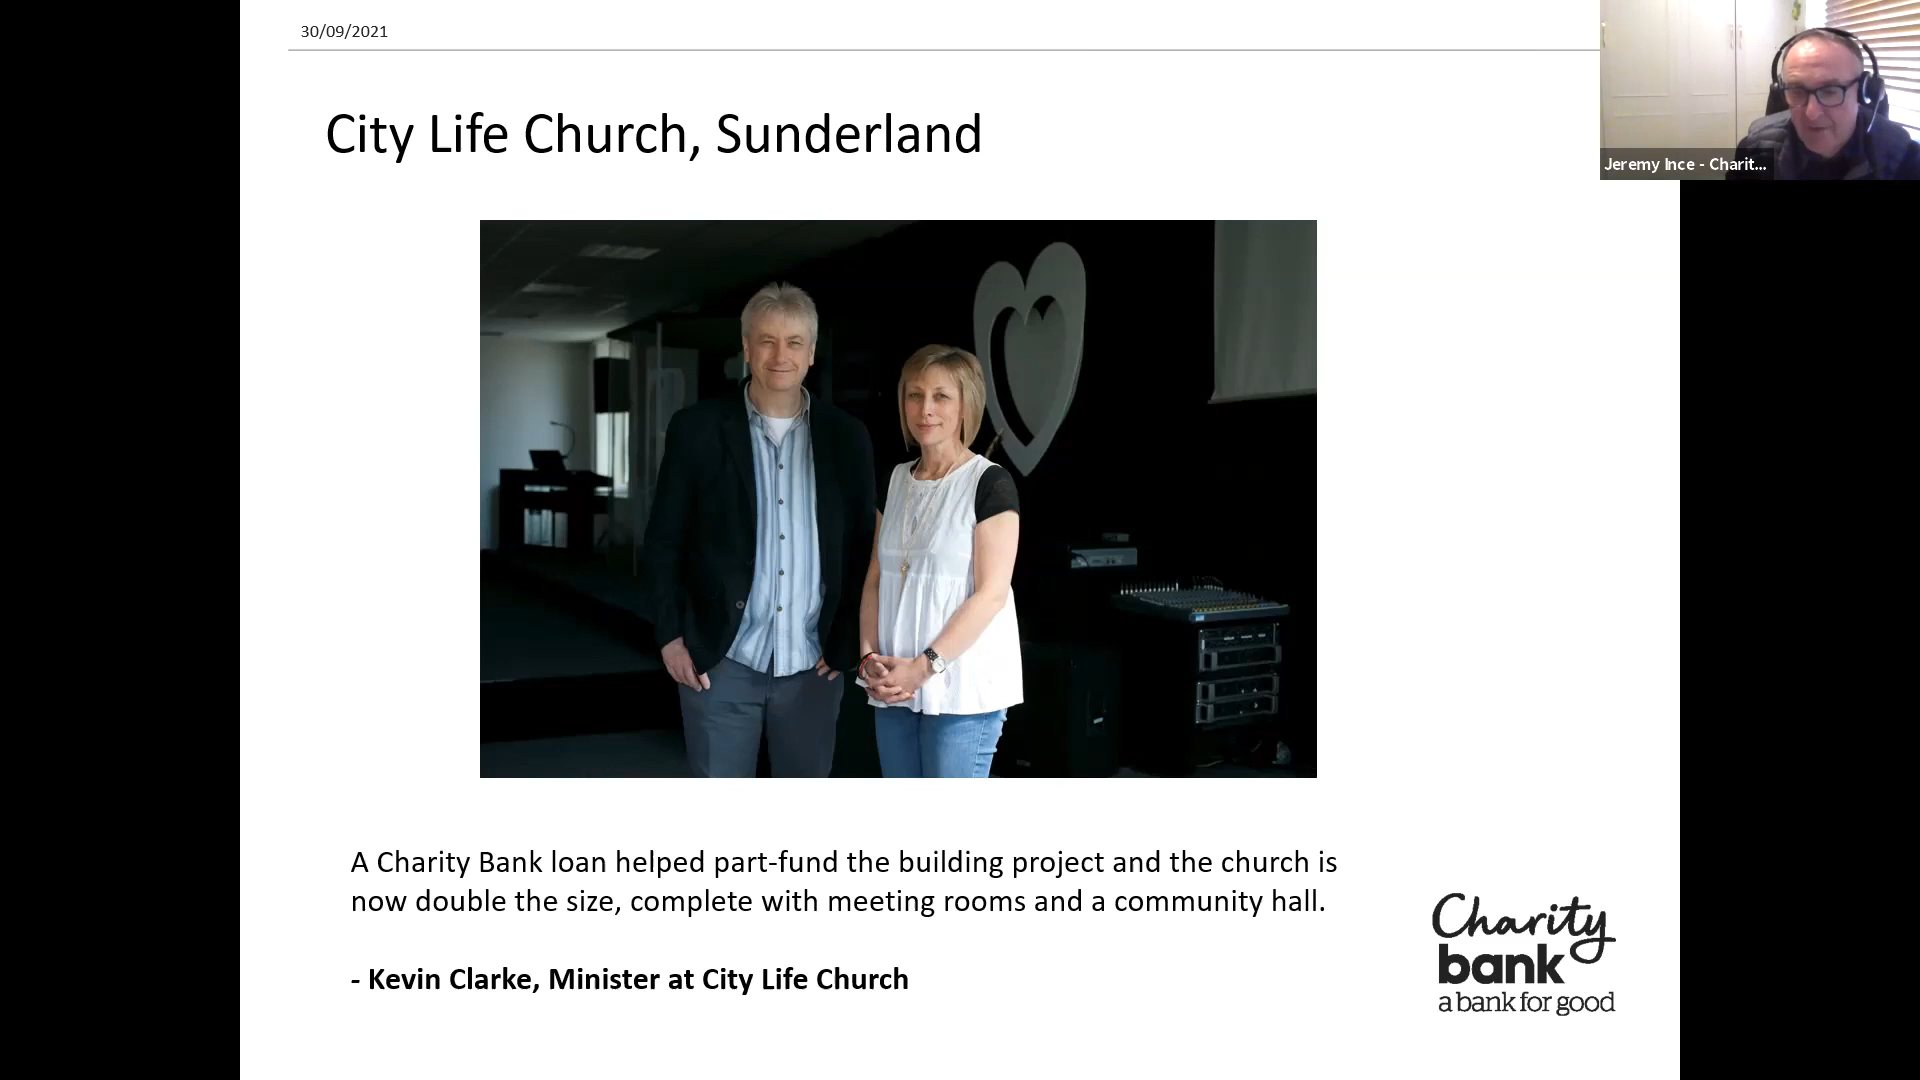 30/09/2021
City Life Church, Sunderland
Jeremy Ince - Charit...
A Charity Bank loan helped part-fund the building project and the church is
now double the size, complete with meeting rooms and a community hall.
- Kevin Clarke, Minister at City Life Church
Charity
bank
a bank for good